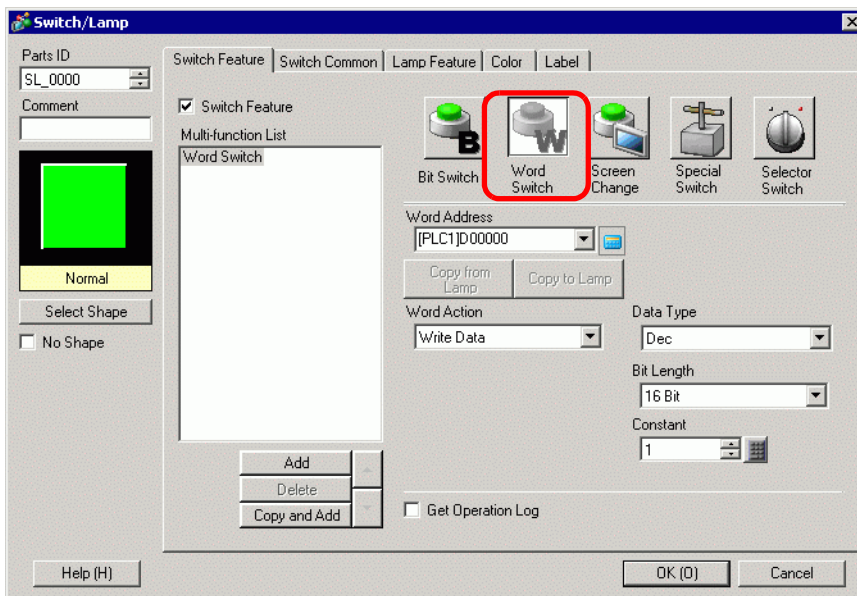 Switch/Lamp
Parts ID
SL_0000
Comment
Normal
Select Shape
No Shape
Help (H)
Switch Feature
Switch Common
Lamp Feature
Color
Label
Switch Feature
Multi-function List
Word Switch
Add
Delete
Copy and Add
B
W
Bit Switch
Word
Switch
Screen
Change
Special
Switch
Selector
Switch
Word Address
[PLC1]D00000
Copy from
Lamp
Copy to Lamp
Word Action
Write Data
Data Type
Dec
Bit Length
16 Bit
Constant
1
Get Operation Log
OK (O)
Cancel